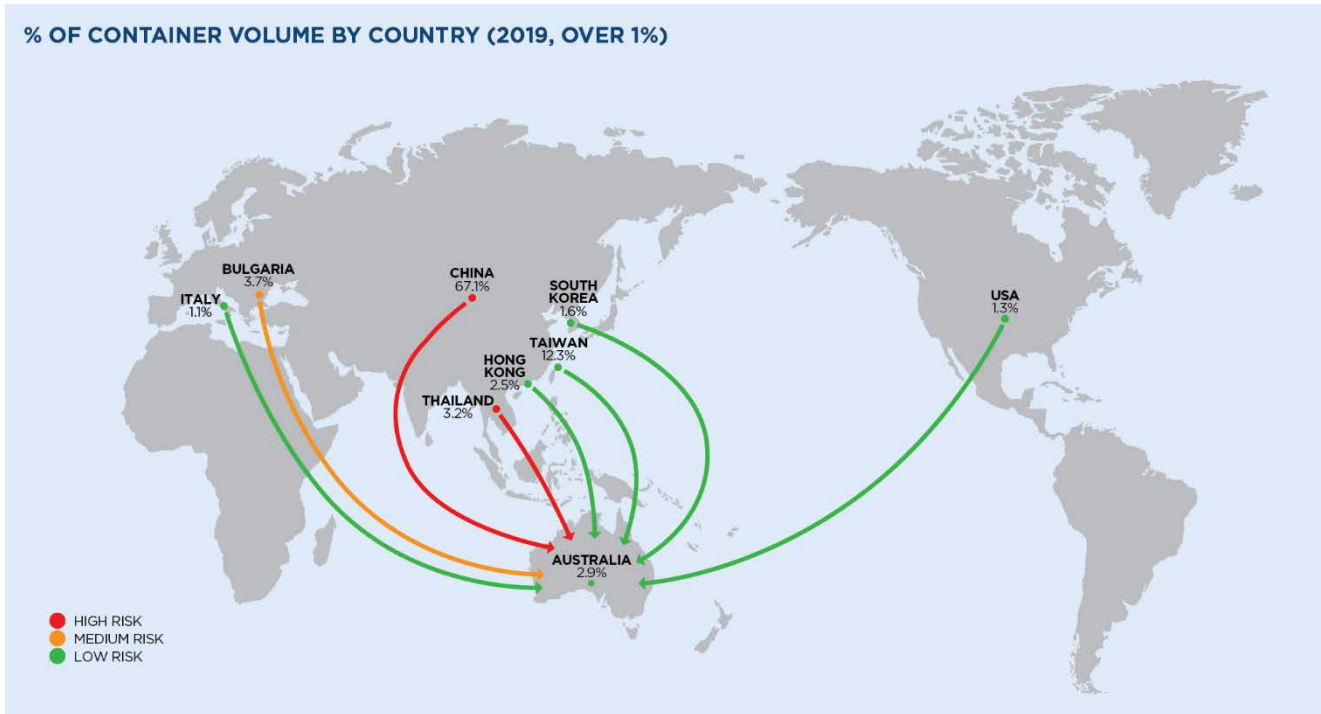 % OF CONTAINER VOLUME BY COUNTRY (2019, OVER 1%)
BULGARIA
3.7%
ITALY
1.1%
CHINA
67.1%
SOUTH
KOREA
1.6%
USA
1.3%
TAIWAN
12.3%
HONG
KONG
2.5%
THAILAND
3.2%
AUSTRALIA
2.9%
HIGH RISK
MEDIUM RISK
LOW RISK